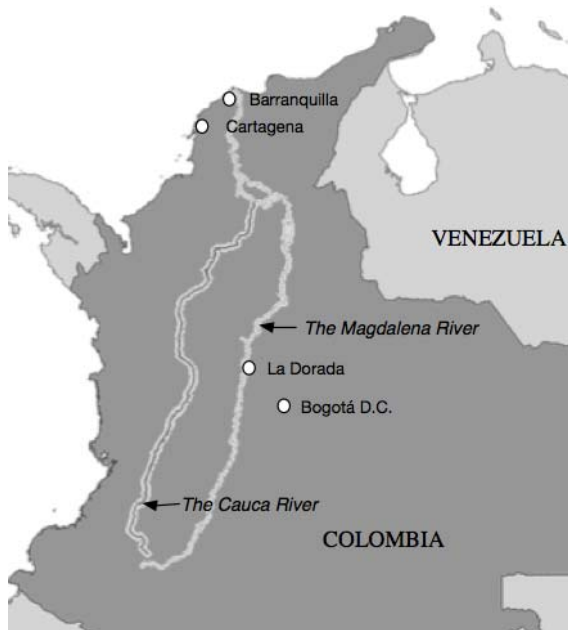 Barranquilla
Cartagena
VENEZUELA
The Magdalena River
La Dorada
Bogotá D.C.
The Cauca River
COLOMBIA